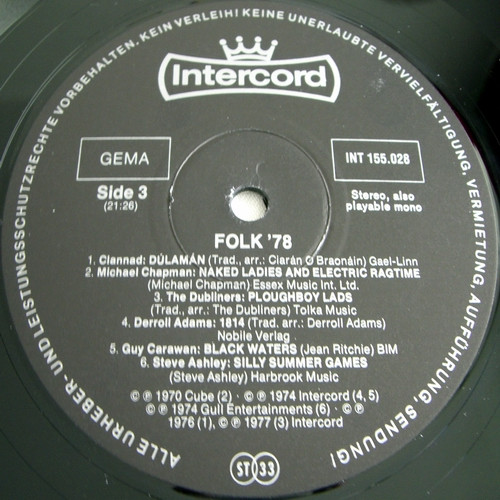 ALLE URHEBER- UND LEISTUNGSSCHUTZRECHTE VORBEHALTEN. KEIN VERLEIH! KEINE UNERLAUBTE VERVIELFÄLTIGUNG, VERMIETUNG, AUFFÜHRUNG, SENDUNG!
Intercord
GEMA
INT 155.028
Side 3
(21:26)
Stereo, also
playable mono
FOLK '78
1. Clannad: DÚLAMÁN (Trad., arr.: Ciarán O Braonáin) Gael-Linn
2. Michael Chapman: NAKED LADIES AND ELECTRIC RAGTIME
(Michael Chapman) Essex Music Int. Ltd.
3. The Dubliners: PLOUGHBOY LADS
(Trad., arr.: The Dubliners) Tolka Music
4. Derroll Adams: 1814 (Trad. arr.: Derroll Adams)
Nobile Verlag
5. Guy Carawan: BLACK WATERS (Jean Ritchie) BIM
6. Steve Ashley: SILLY SUMMER GAMES
(Steve Ashley) Harbrook Music
© ℗ 1970 Cube (2) · © ℗ 1974 Intercord (4, 5)
© ℗ 1974 Gull Entertainments (6) · © ℗
1976 (1), © ℗ 1977 (3) Intercord
ST 33